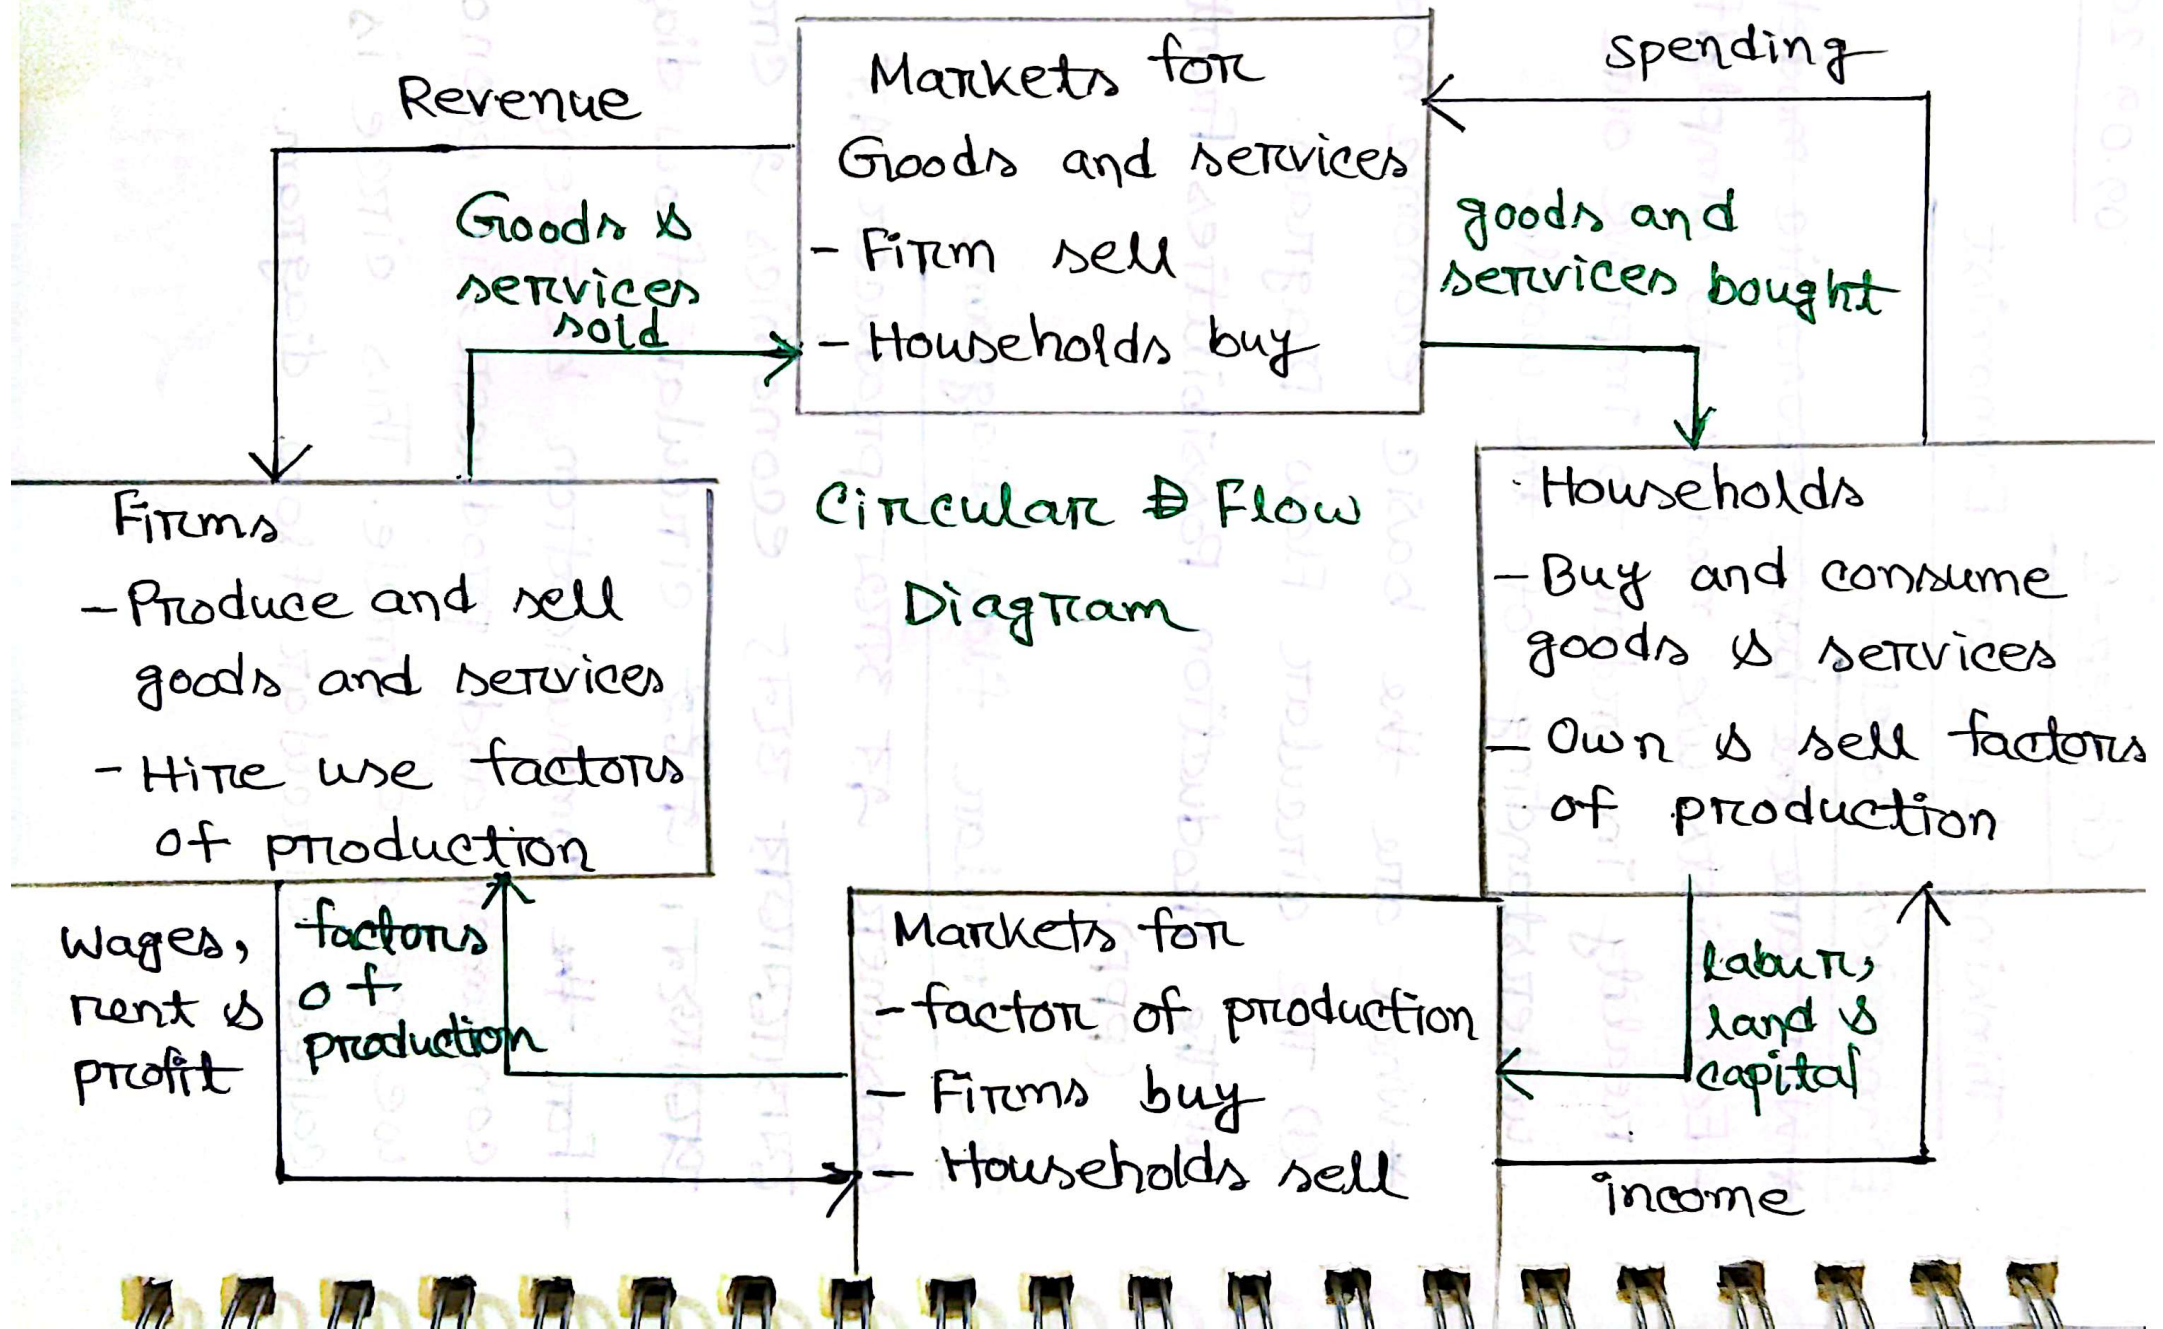 Revenue
Markets for
Goods and services
- Firm sell
- Households buy
spending
Goods &
services
sold
goods and
services bought
Firms
- Produce and sell
goods and services
- Hire use factors
of production
Circular Flow
Diagram
Households
- Buy and consume
goods & services
- Own & sell factors
of production
wages,
rent &
profit
factors
of
production
Markets for
- factor of production
- Firms buy
- Households sell
labur,
land &
capital
income